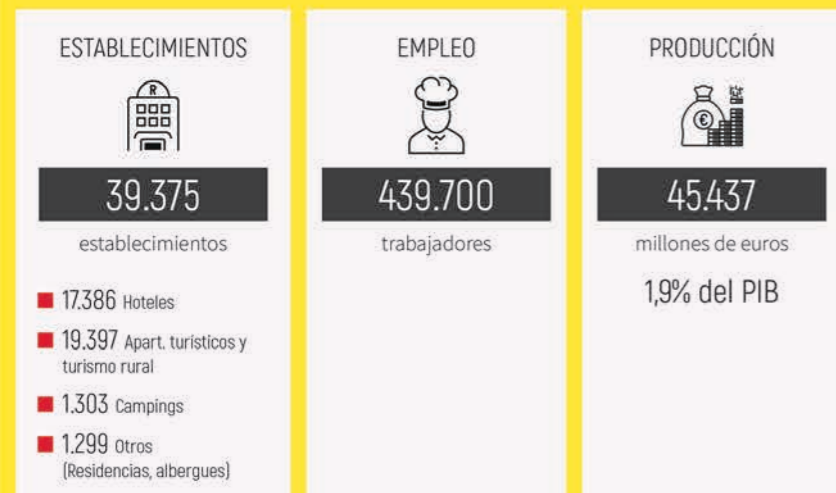 ESTABLECIMIENTOS
R
39.375
establecimientos
17.386 Hoteles
19.397 Apart. turísticos y
turismo rural
1.303 Campings
1.299 Otros
(Residencias, albergues)
EMPLEO
439.700
trabajadores
PRODUCCIÓN
€
45.437
millones de euros
1,9% del PIB